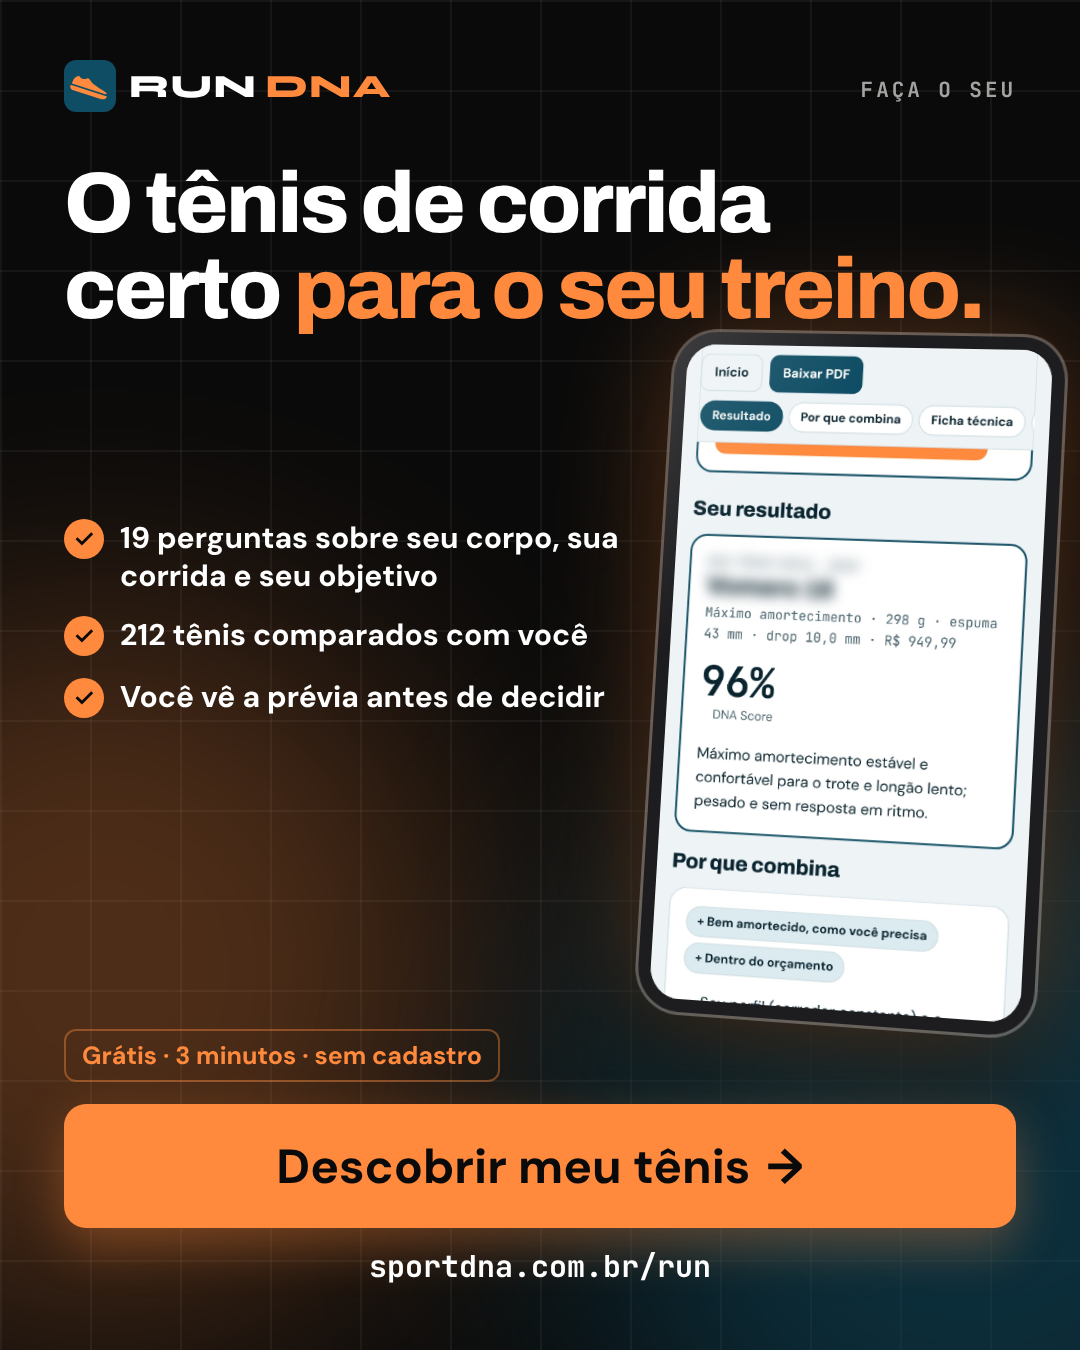 RUN DNA
FAÇA O SEU
O tênis de corrida
certo para o seu treino.
19 perguntas sobre seu corpo, sua
corrida e seu objetivo
212 tênis comparados com você
Você vê a prévia antes de decidir
Início
Baixar PDF
Resultado
Por que combina
Ficha técnica
Seu resultado
Máximo amortecimento · 298 g · espuma
43 mm · drop 10,0 mm · R$ 949,99
96%
DNA Score
Máximo amortecimento estável e
confortável para o trote e longão lento;
pesado e sem resposta em ritmo.
Por que combina
+ Bem amortecido, como você precisa
+ Dentro do orçamento
Grátis · 3 minutos · sem cadastro
Descobrir meu tênis →
sportdna.com.br/run